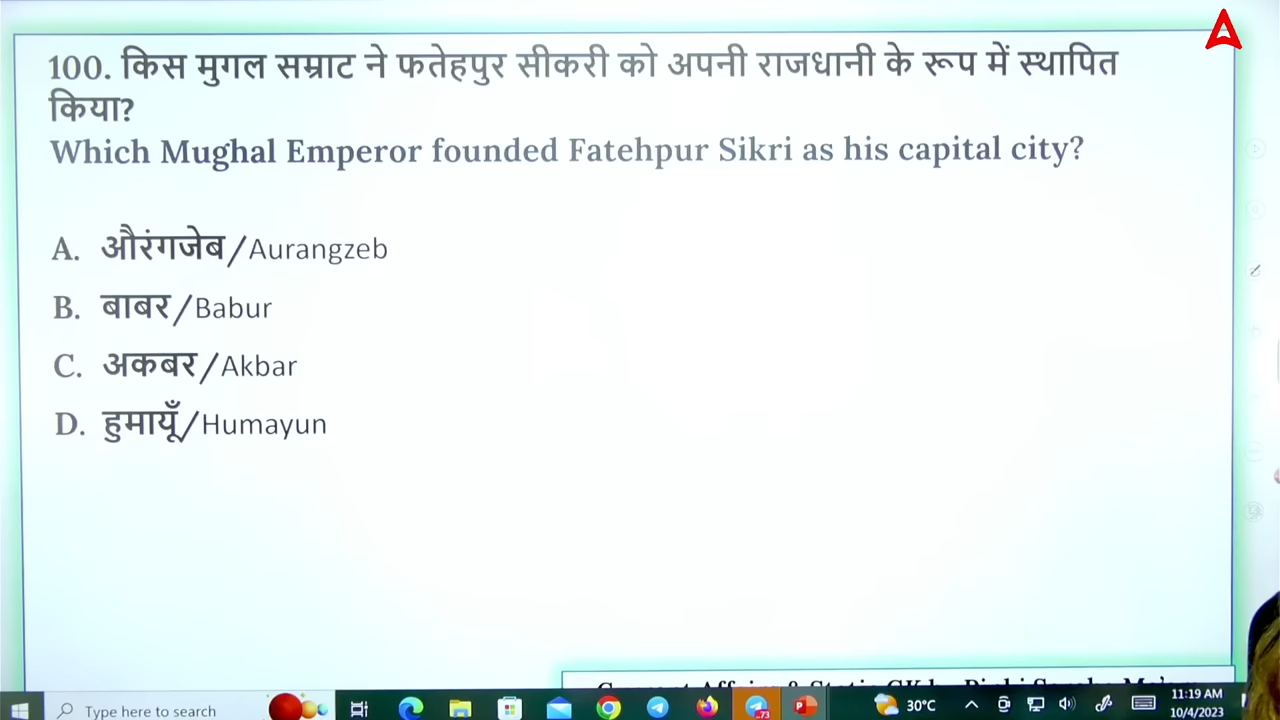 100. किस मुगल सम्राट ने फतेहपुर सीकरी को अपनी राजधानी के रूप में स्थापित
किया?
Which Mughal Emperor founded Fatehpur Sikri as his capital city?
A. औरंगजेब/Aurangzeb
B. बाबर/Babur
C. अकबर/Akbar
D. हुमायूँ/Humayun
Type here to search
73
30°C
11:19 AM
10/4/2023